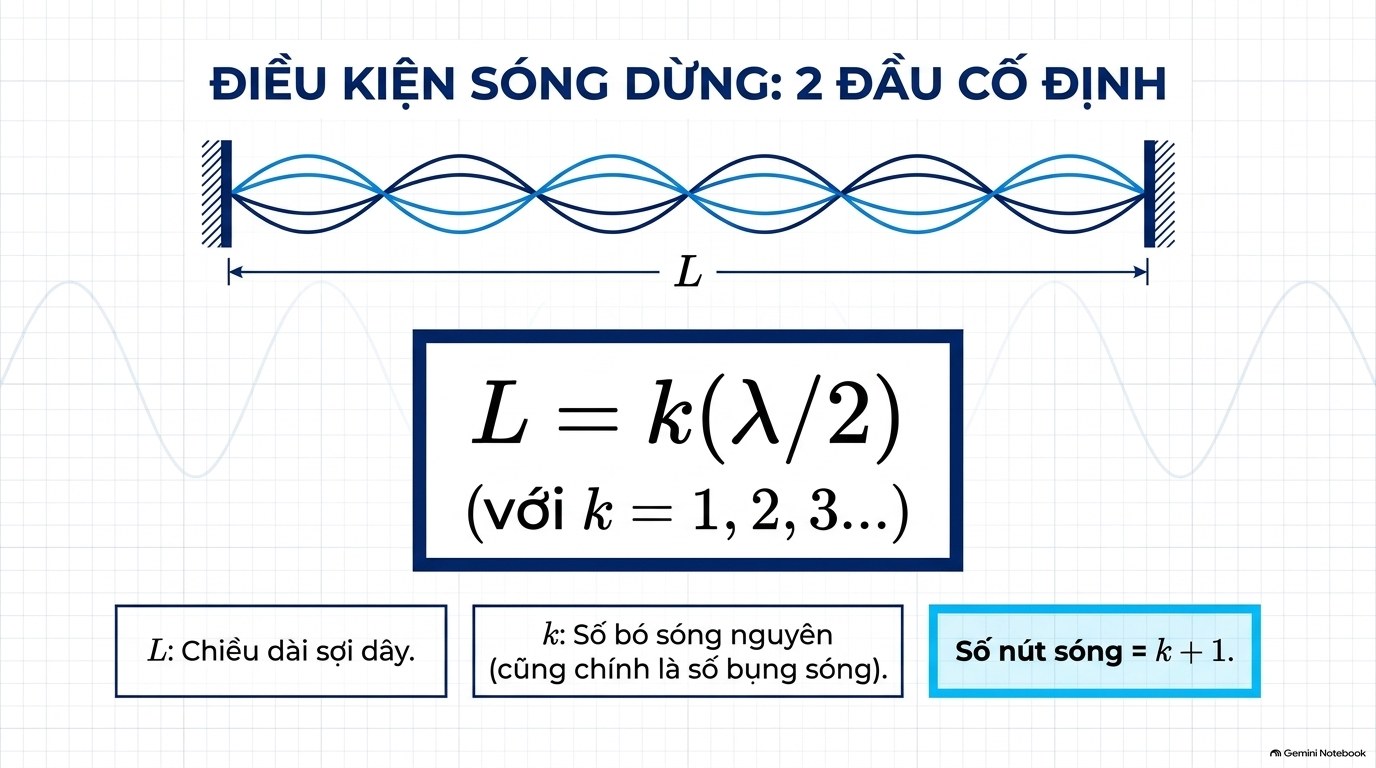 ĐIỀU KIỆN SÓNG DỪNG: 2 ĐẦU CỐ ĐỊNH
L
L = k(λ/2)
(với k = 1, 2, 3...)
L: Chiều dài sợi dây.
k: Số bó sóng nguyên
(cũng chính là số bụng sóng).
Số nút sóng = k + 1.
Gemini Notebook